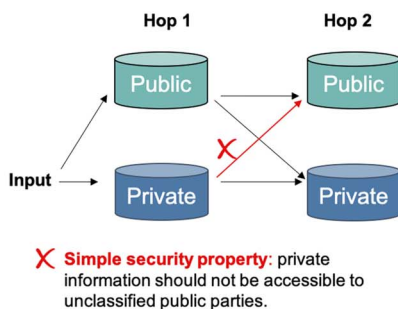 Hop 1 Hop 2
Public Public
Input
Private Private
X Simple security property: private
information should not be accessible to
unclassified public parties.